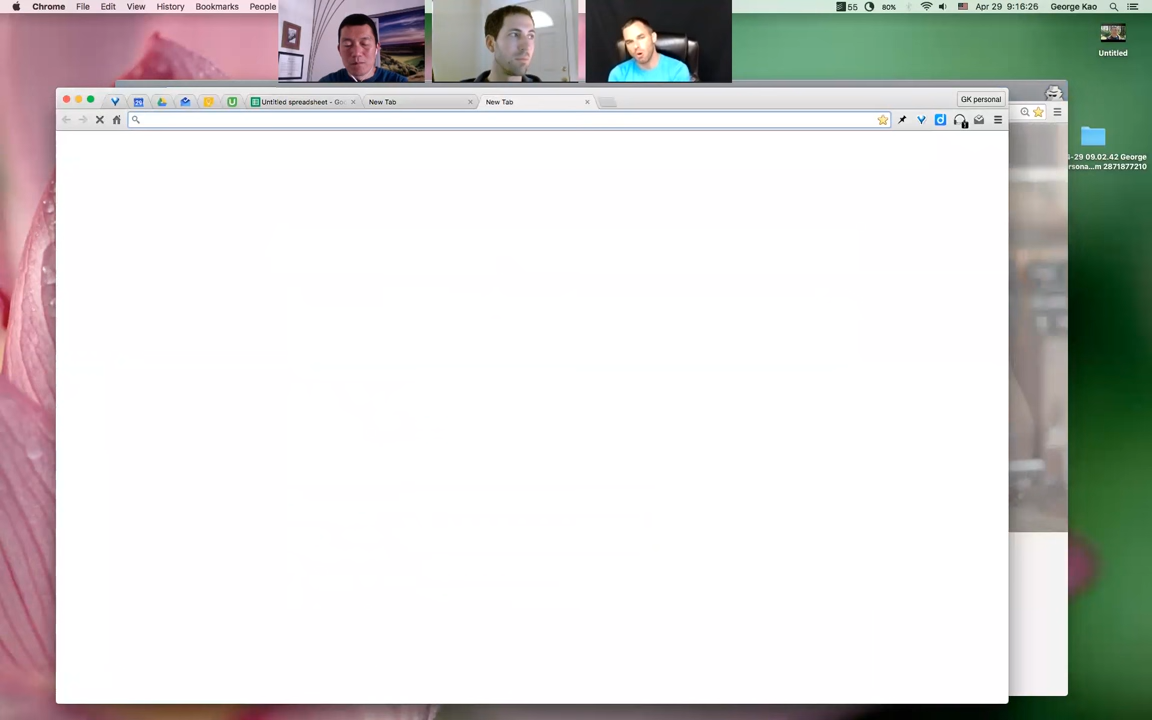 Chrome File Edit View History Bookmarks People 55 80% Apr 29 9:16:26 George Kao
Untitled
Untitled spreadsheet - Goo New Tab New Tab GK personal
-29 09.02.42 George
rsona...m 2871877210